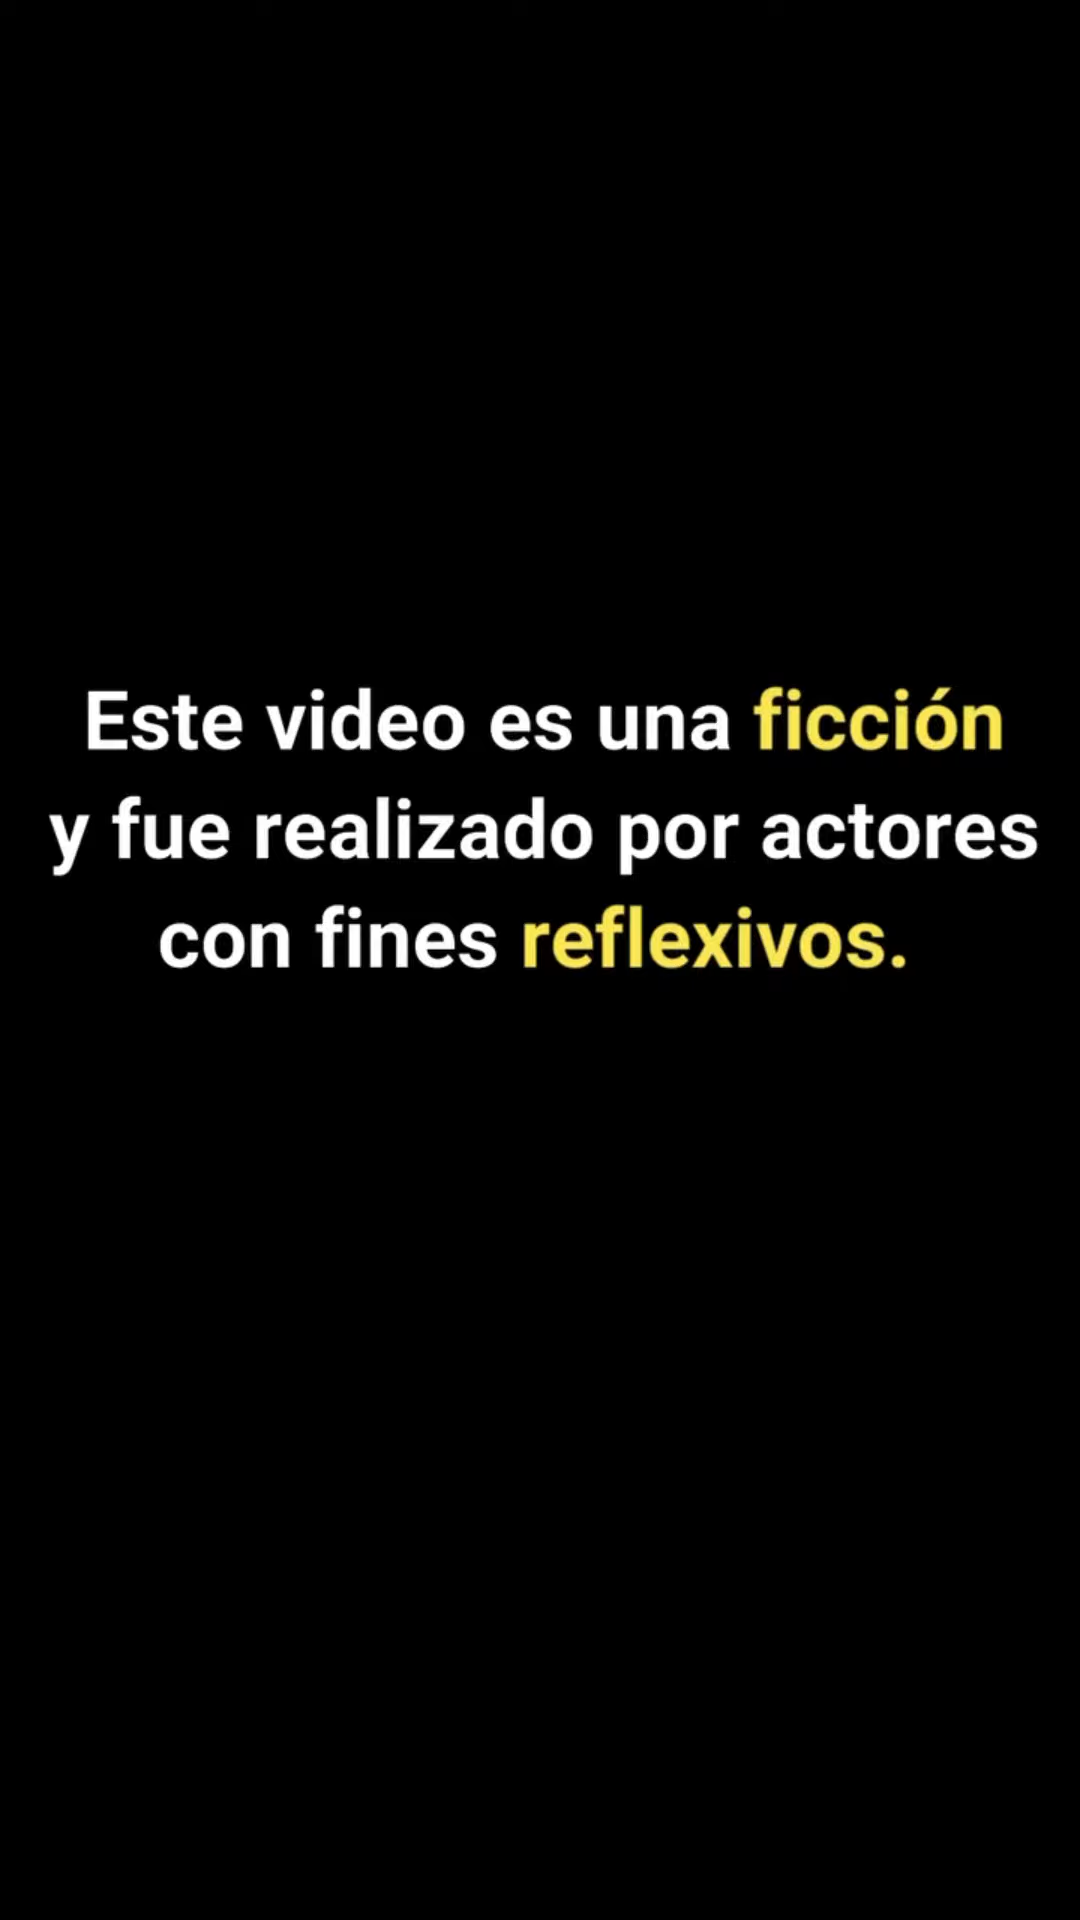 Este video es una ficción
y fue realizado por actores
con fines reflexivos.